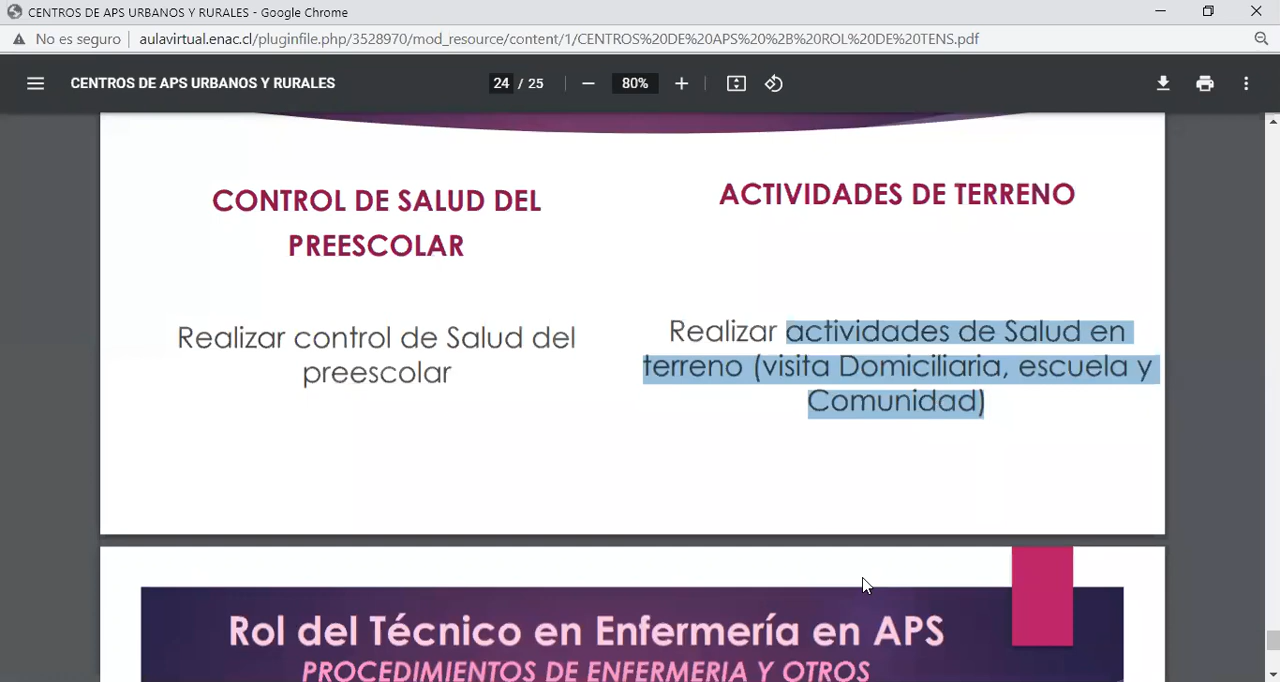 CENTROS DE APS URBANOS Y RURALES - Google Chrome
No es seguro | aulavirtual.enac.cl/pluginfile.php/3528970/mod_resource/content/1/CENTROS%20DE%20APS%20%2B%20ROL%20DE%20TENS.pdf
CENTROS DE APS URBANOS Y RURALES 24 / 25 80%
CONTROL DE SALUD DEL
PREESCOLAR
Realizar control de Salud del
preescolar
ACTIVIDADES DE TERRENO
Realizar actividades de Salud en
terreno (visita Domiciliaria, escuela y
Comunidad)
Rol del Técnico en Enfermería en APS
PROCEDIMIENTOS DE ENFERMERIA Y OTROS